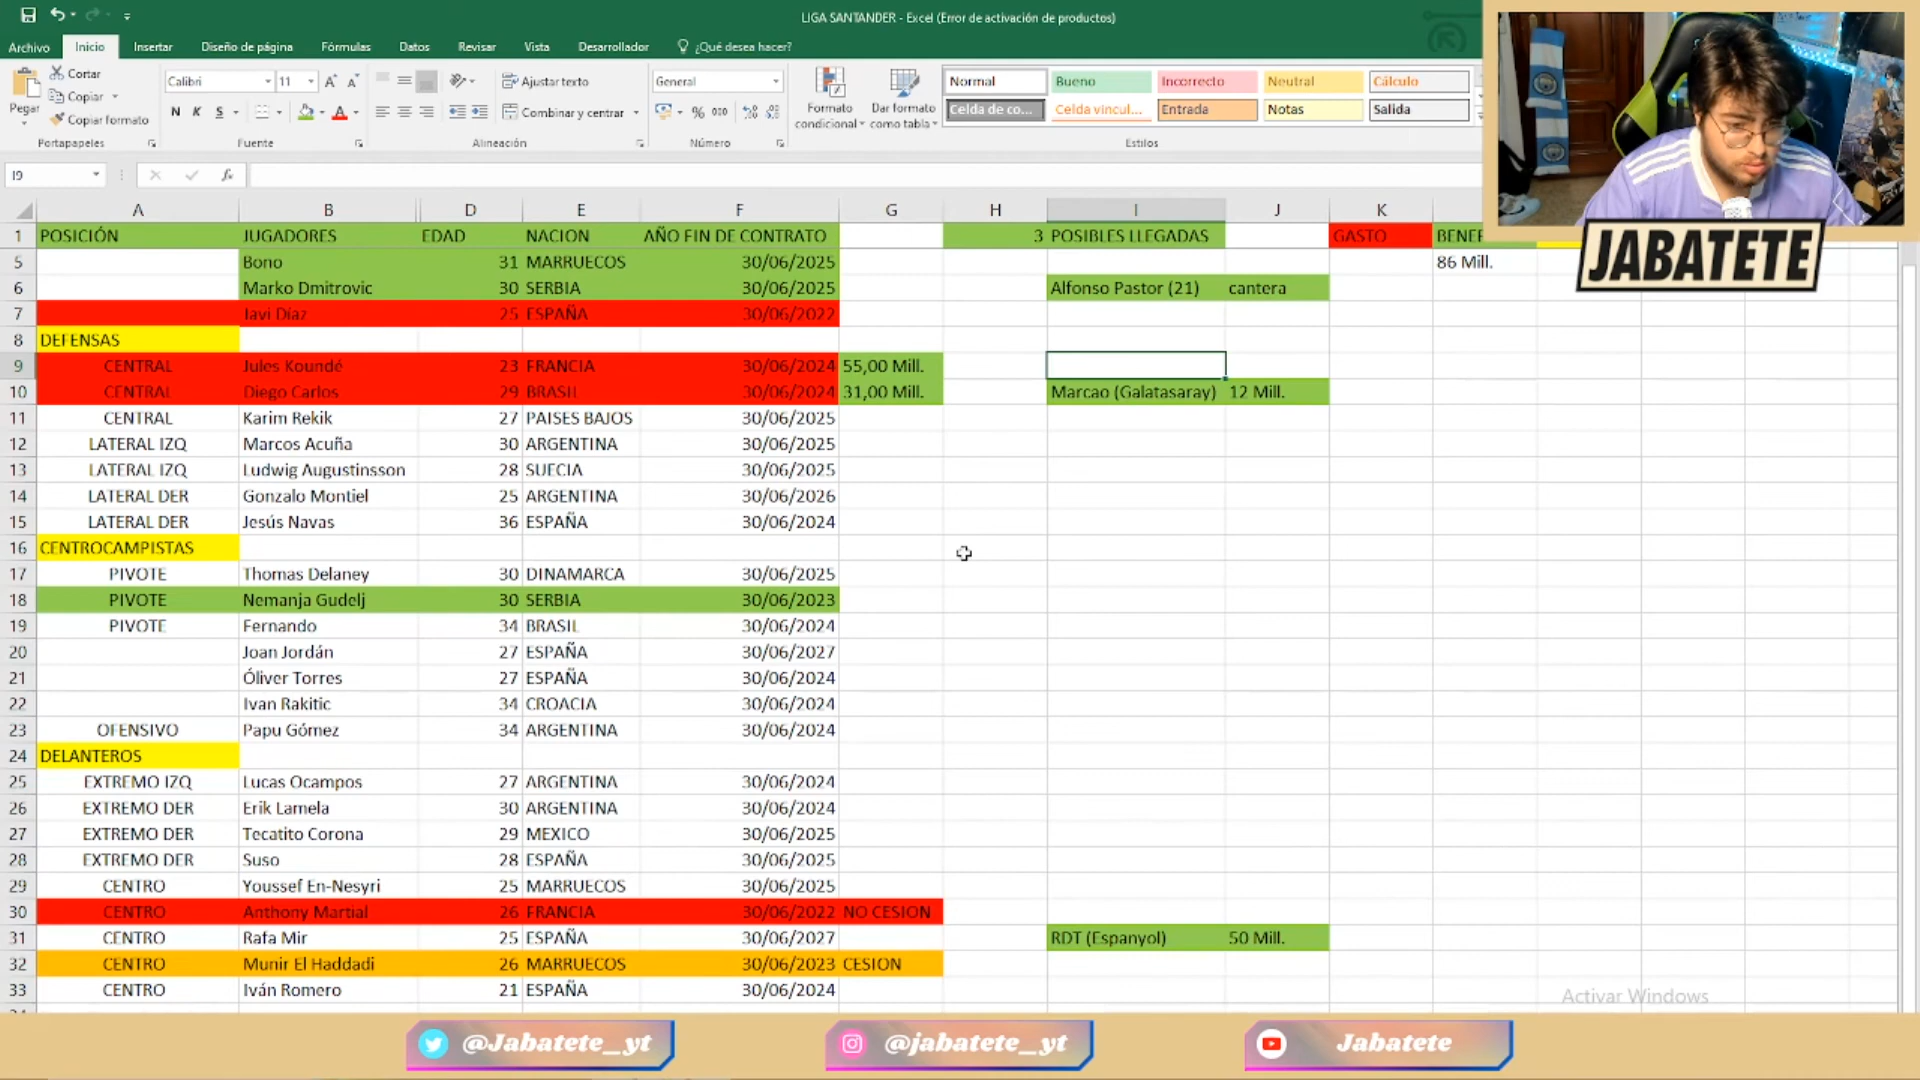 LIGA SANTANDER - Excel (Error de activación de productos)
Archivo Inicio Insertar Diseño de página Fórmulas Datos Revisar Vista Desarrollador ¿Qué desea hacer?
Pegar Cortar Copiar Copiar formato
Calibri 11 N K S
Ajustar texto Combinar y centrar
General % 000
Formato condicional Dar formato como tabla
Normal Bueno Incorrecto Neutral Cálculo
Celda de co... Celda vincul... Entrada Notas Salida
Portapapeles Fuente Alineación Número Estilos
I9 fx
A B D E F G H I J K
1 POSICIÓN JUGADORES EDAD NACION AÑO FIN DE CONTRATO 3 POSIBLES LLEGADAS GASTO BENEF
5 Bono 31 MARRUECOS 30/06/2025 86 Mill.
6 Marko Dmitrovic 30 SERBIA 30/06/2025 Alfonso Pastor (21) cantera
7 Javi Díaz 25 ESPAÑA 30/06/2022
8 DEFENSAS
9 CENTRAL Jules Koundé 23 FRANCIA 30/06/2024 55,00 Mill.
10 CENTRAL Diego Carlos 29 BRASIL 30/06/2024 31,00 Mill. Marcao (Galatasaray) 12 Mill.
11 CENTRAL Karim Rekik 27 PAISES BAJOS 30/06/2025
12 LATERAL IZQ Marcos Acuña 30 ARGENTINA 30/06/2025
13 LATERAL IZQ Ludwig Augustinsson 28 SUECIA 30/06/2025
14 LATERAL DER Gonzalo Montiel 25 ARGENTINA 30/06/2026
15 LATERAL DER Jesús Navas 36 ESPAÑA 30/06/2024
16 CENTROCAMPISTAS
17 PIVOTE Thomas Delaney 30 DINAMARCA 30/06/2025
18 PIVOTE Nemanja Gudelj 30 SERBIA 30/06/2023
19 PIVOTE Fernando 34 BRASIL 30/06/2024
20 Joan Jordán 27 ESPAÑA 30/06/2027
21 Óliver Torres 27 ESPAÑA 30/06/2024
22 Ivan Rakitic 34 CROACIA 30/06/2024
23 OFENSIVO Papu Gómez 34 ARGENTINA 30/06/2024
24 DELANTEROS
25 EXTREMO IZQ Lucas Ocampos 27 ARGENTINA 30/06/2024
26 EXTREMO DER Erik Lamela 30 ARGENTINA 30/06/2024
27 EXTREMO DER Tecatito Corona 29 MEXICO 30/06/2025
28 EXTREMO DER Suso 28 ESPAÑA 30/06/2025
29 CENTRO Youssef En-Nesyri 25 MARRUECOS 30/06/2025
30 CENTRO Anthony Martial 26 FRANCIA 30/06/2022 NO CESION
31 CENTRO Rafa Mir 25 ESPAÑA 30/06/2027 RDT (Espanyol) 50 Mill.
32 CENTRO Munir El Haddadi 26 MARRUECOS 30/06/2023 CESION
33 CENTRO Iván Romero 21 ESPAÑA 30/06/2024
JABATETE
Activar Windows
@Jabatete_yt @jabatete_yt Jabatete